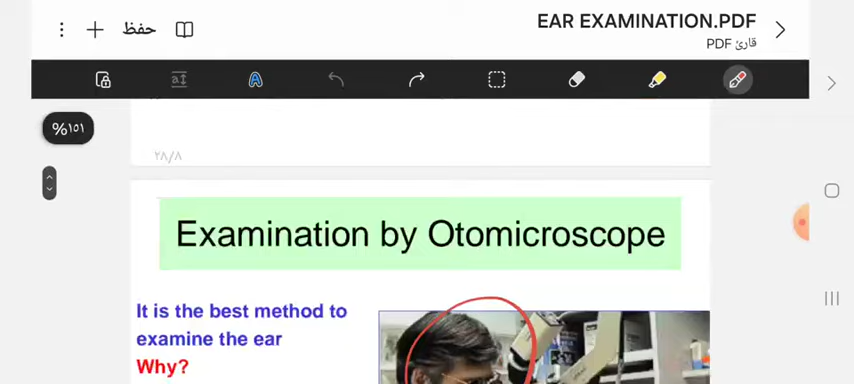 EAR EXAMINATION.PDF
قارئ PDF
حفظ
%١٥١
٢٨/٨
Examination by Otomicroscope
It is the best method to
examine the ear
Why?